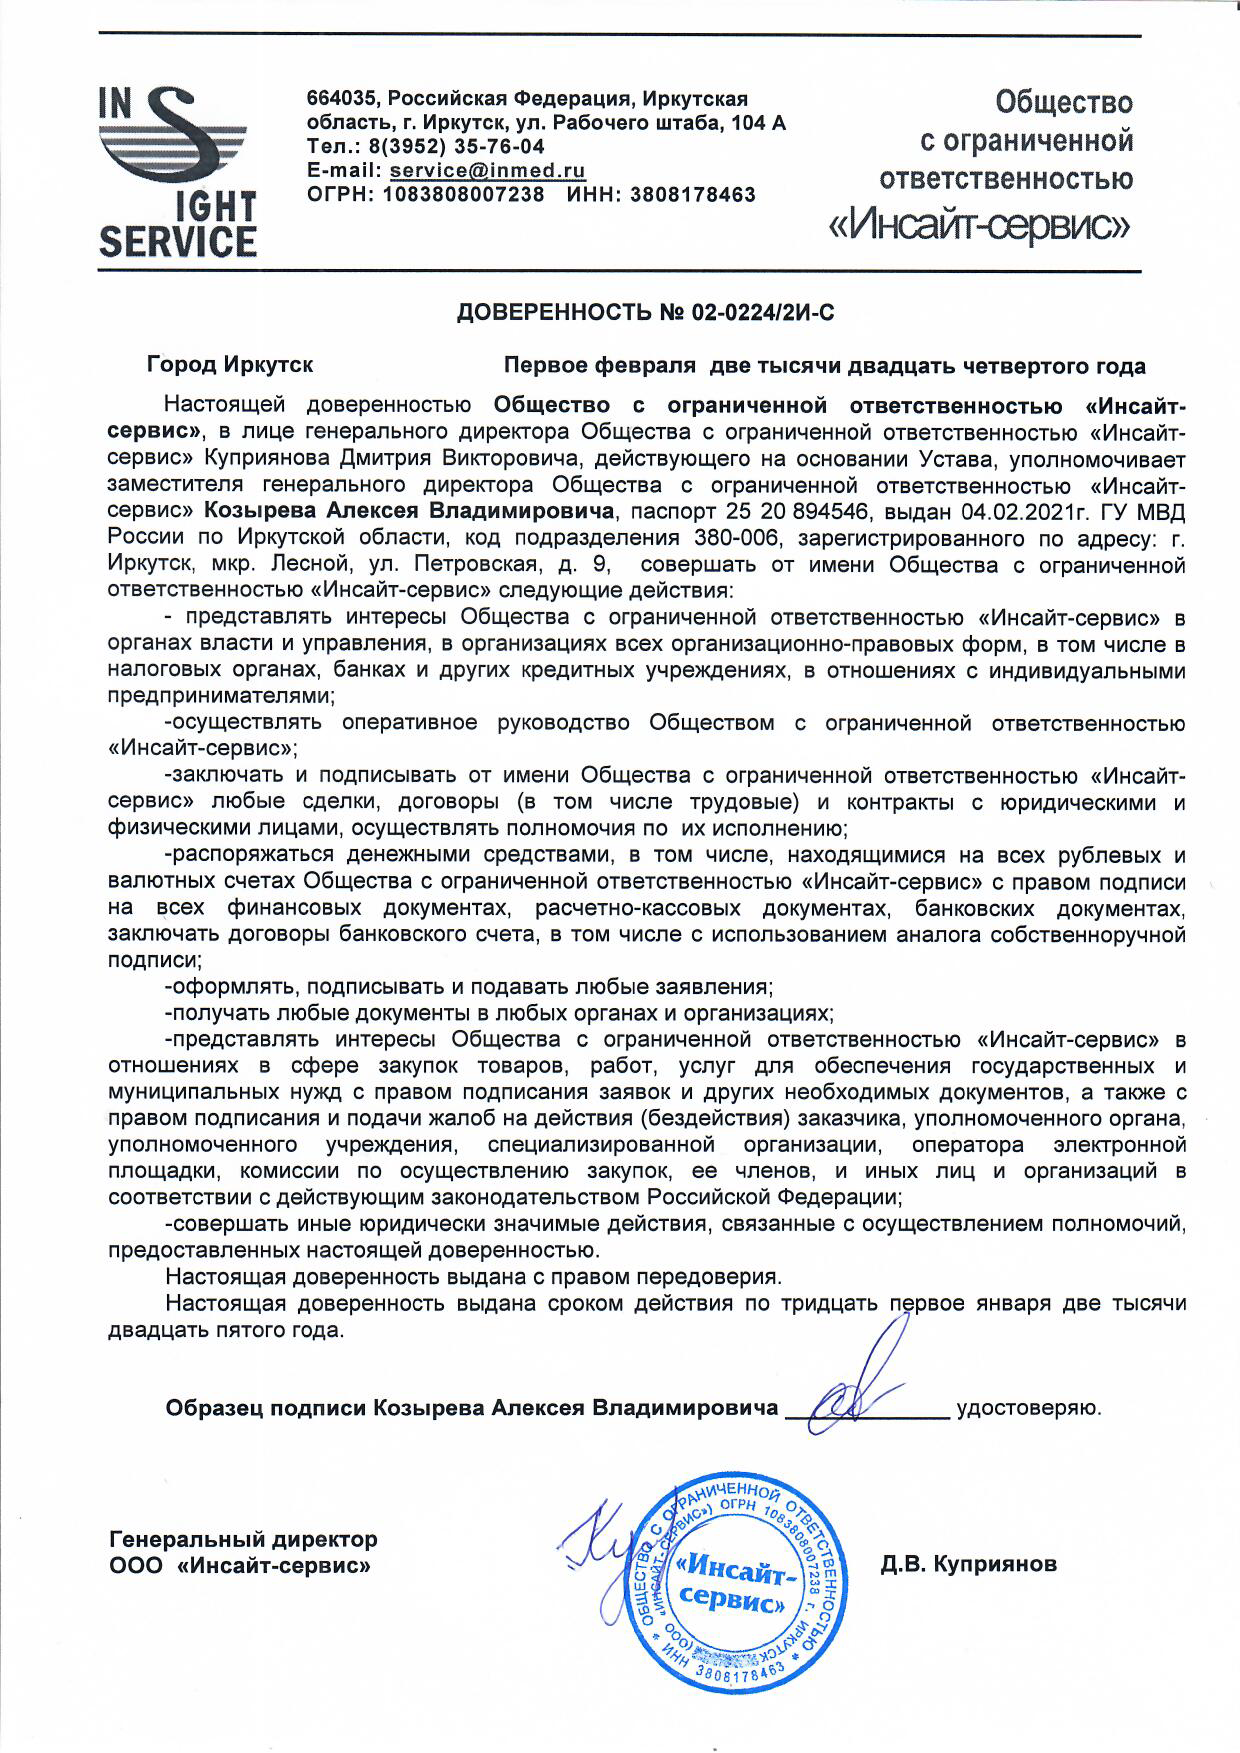 IN S
IGHT
SERVICE
664035, Российская Федерация, Иркутская
область, г. Иркутск, ул. Рабочего штаба, 104 А
Тел.: 8(3952) 35-76-04
E-mail: service@inmed.ru
ОГРН: 1083808007238 ИНН: 3808178463
Общество
с ограниченной
ответственностью
«Инсайт-сервис»
ДОВЕРЕННОСТЬ № 02-0224/2И-С
Город Иркутск Первое февраля две тысячи двадцать четвертого года
Настоящей доверенностью Общество с ограниченной ответственностью «Инсайт-
сервис», в лице генерального директора Общества с ограниченной ответственностью «Инсайт-
сервис» Куприянова Дмитрия Викторовича, действующего на основании Устава, уполномочивает
заместителя генерального директора Общества с ограниченной ответственностью «Инсайт-
сервис» Козырева Алексея Владимировича, паспорт 25 20 894546, выдан 04.02.2021г. ГУ МВД
России по Иркутской области, код подразделения 380-006, зарегистрированного по адресу: г.
Иркутск, мкр. Лесной, ул. Петровская, д. 9, совершать от имени Общества с ограниченной
ответственностью «Инсайт-сервис» следующие действия:
- представлять интересы Общества с ограниченной ответственностью «Инсайт-сервис» в
органах власти и управления, в организациях всех организационно-правовых форм, в том числе в
налоговых органах, банках и других кредитных учреждениях, в отношениях с индивидуальными
предпринимателями;
-осуществлять оперативное руководство Обществом с ограниченной ответственностью
«Инсайт-сервис»;
-заключать и подписывать от имени Общества с ограниченной ответственностью «Инсайт-
сервис» любые сделки, договоры (в том числе трудовые) и контракты с юридическими и
физическими лицами, осуществлять полномочия по их исполнению;
-распоряжаться денежными средствами, в том числе, находящимися на всех рублевых и
валютных счетах Общества с ограниченной ответственностью «Инсайт-сервис» с правом подписи
на всех финансовых документах, расчетно-кассовых документах, банковских документах,
заключать договоры банковского счета, в том числе с использованием аналога собственноручной
подписи;
-оформлять, подписывать и подавать любые заявления;
-получать любые документы в любых органах и организациях;
-представлять интересы Общества с ограниченной ответственностью «Инсайт-сервис» в
отношениях в сфере закупок товаров, работ, услуг для обеспечения государственных и
муниципальных нужд с правом подписания заявок и других необходимых документов, а также с
правом подписания и подачи жалоб на действия (бездействия) заказчика, уполномоченного органа,
уполномоченного учреждения, специализированной организации, оператора электронной
площадки, комиссии по осуществлению закупок, ее членов, и иных лиц и организаций в
соответствии с действующим законодательством Российской Федерации;
-совершать иные юридически значимые действия, связанные с осуществлением полномочий,
предоставленных настоящей доверенностью.
Настоящая доверенность выдана с правом передоверия.
Настоящая доверенность выдана сроком действия по тридцать первое января две тысячи
двадцать пятого года.
Образец подписи Козырева Алексея Владимировича ______________ удостоверяю.
Генеральный директор
ООО «Инсайт-сервис»
Д.В. Куприянов
* ОБЩЕСТВО С ОГРАНИЧЕННОЙ ОТВЕТСТВЕННОСТЬЮ * ИНН 3808178463
(ООО «ИНСАЙТ-СЕРВИС») ОГРН 1083808007238 г. ИРКУТСК
«Инсайт-
сервис»